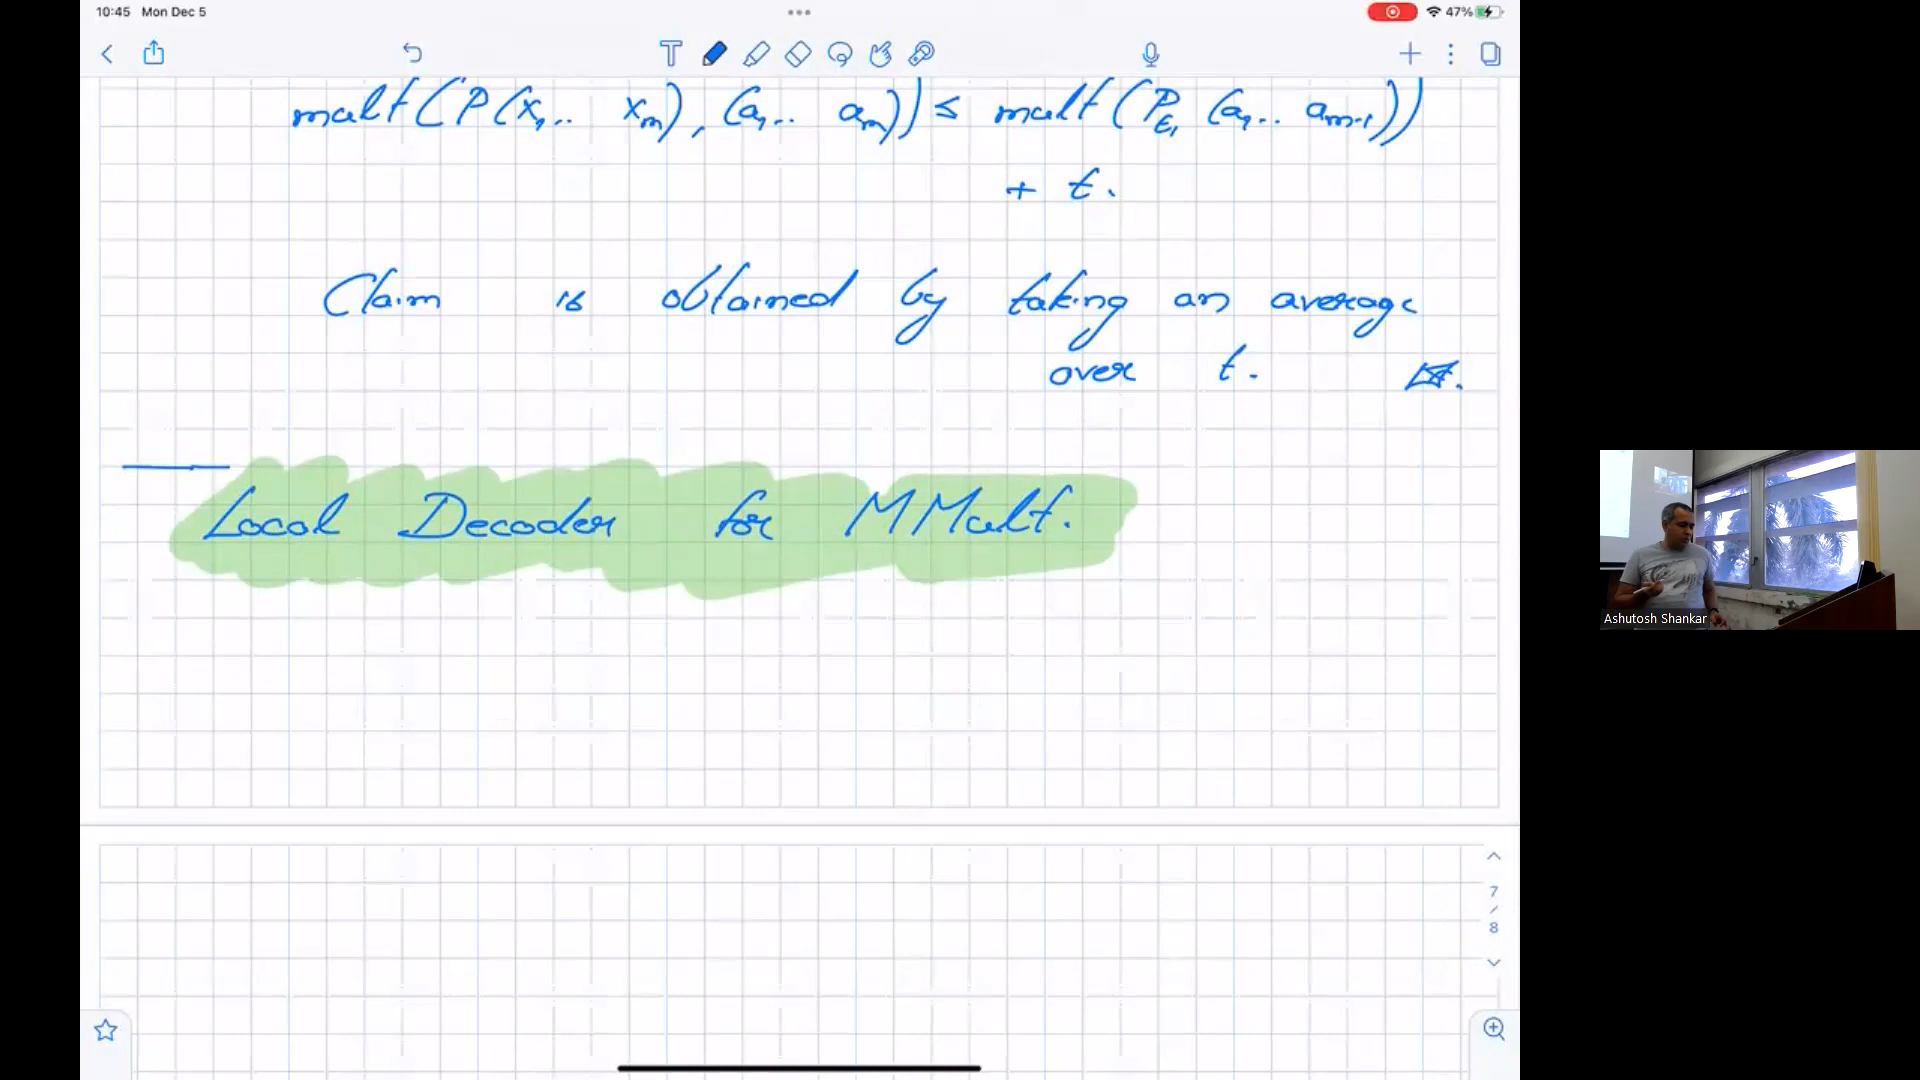 10:45 Mon Dec 5
47%
mult(P(x₁.. xₘ), (a₁.. aₘ)) ≤ mult(P_E, (a₁.. aₘ₋₁))
+ t.
Claim is obtained by taking an average
over t.
Local Decoder for MMult.
7
/
8
Ashutosh Shankar